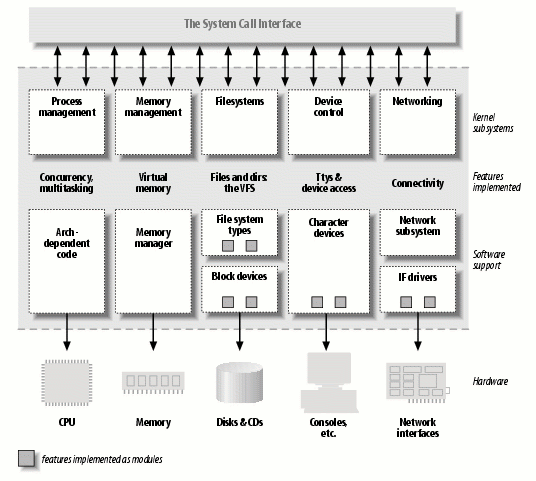 The System Call Interface
Process
management
Memory
management
Filesystems
Device
control
Networking
Kernel
subsystems
Concurrency,
multitasking
Virtual
memory
Files and dirs:
the VFS
Ttys &
device access
Connectivity
Features
implemented
Arch-
dependent
code
Memory
manager
File system
types
Block devices
Character
devices
Network
subsystem
IF drivers
Software
support
Hardware
CPU
Memory
Disks & CDs
Consoles,
etc.
Network
interfaces
features implemented as modules